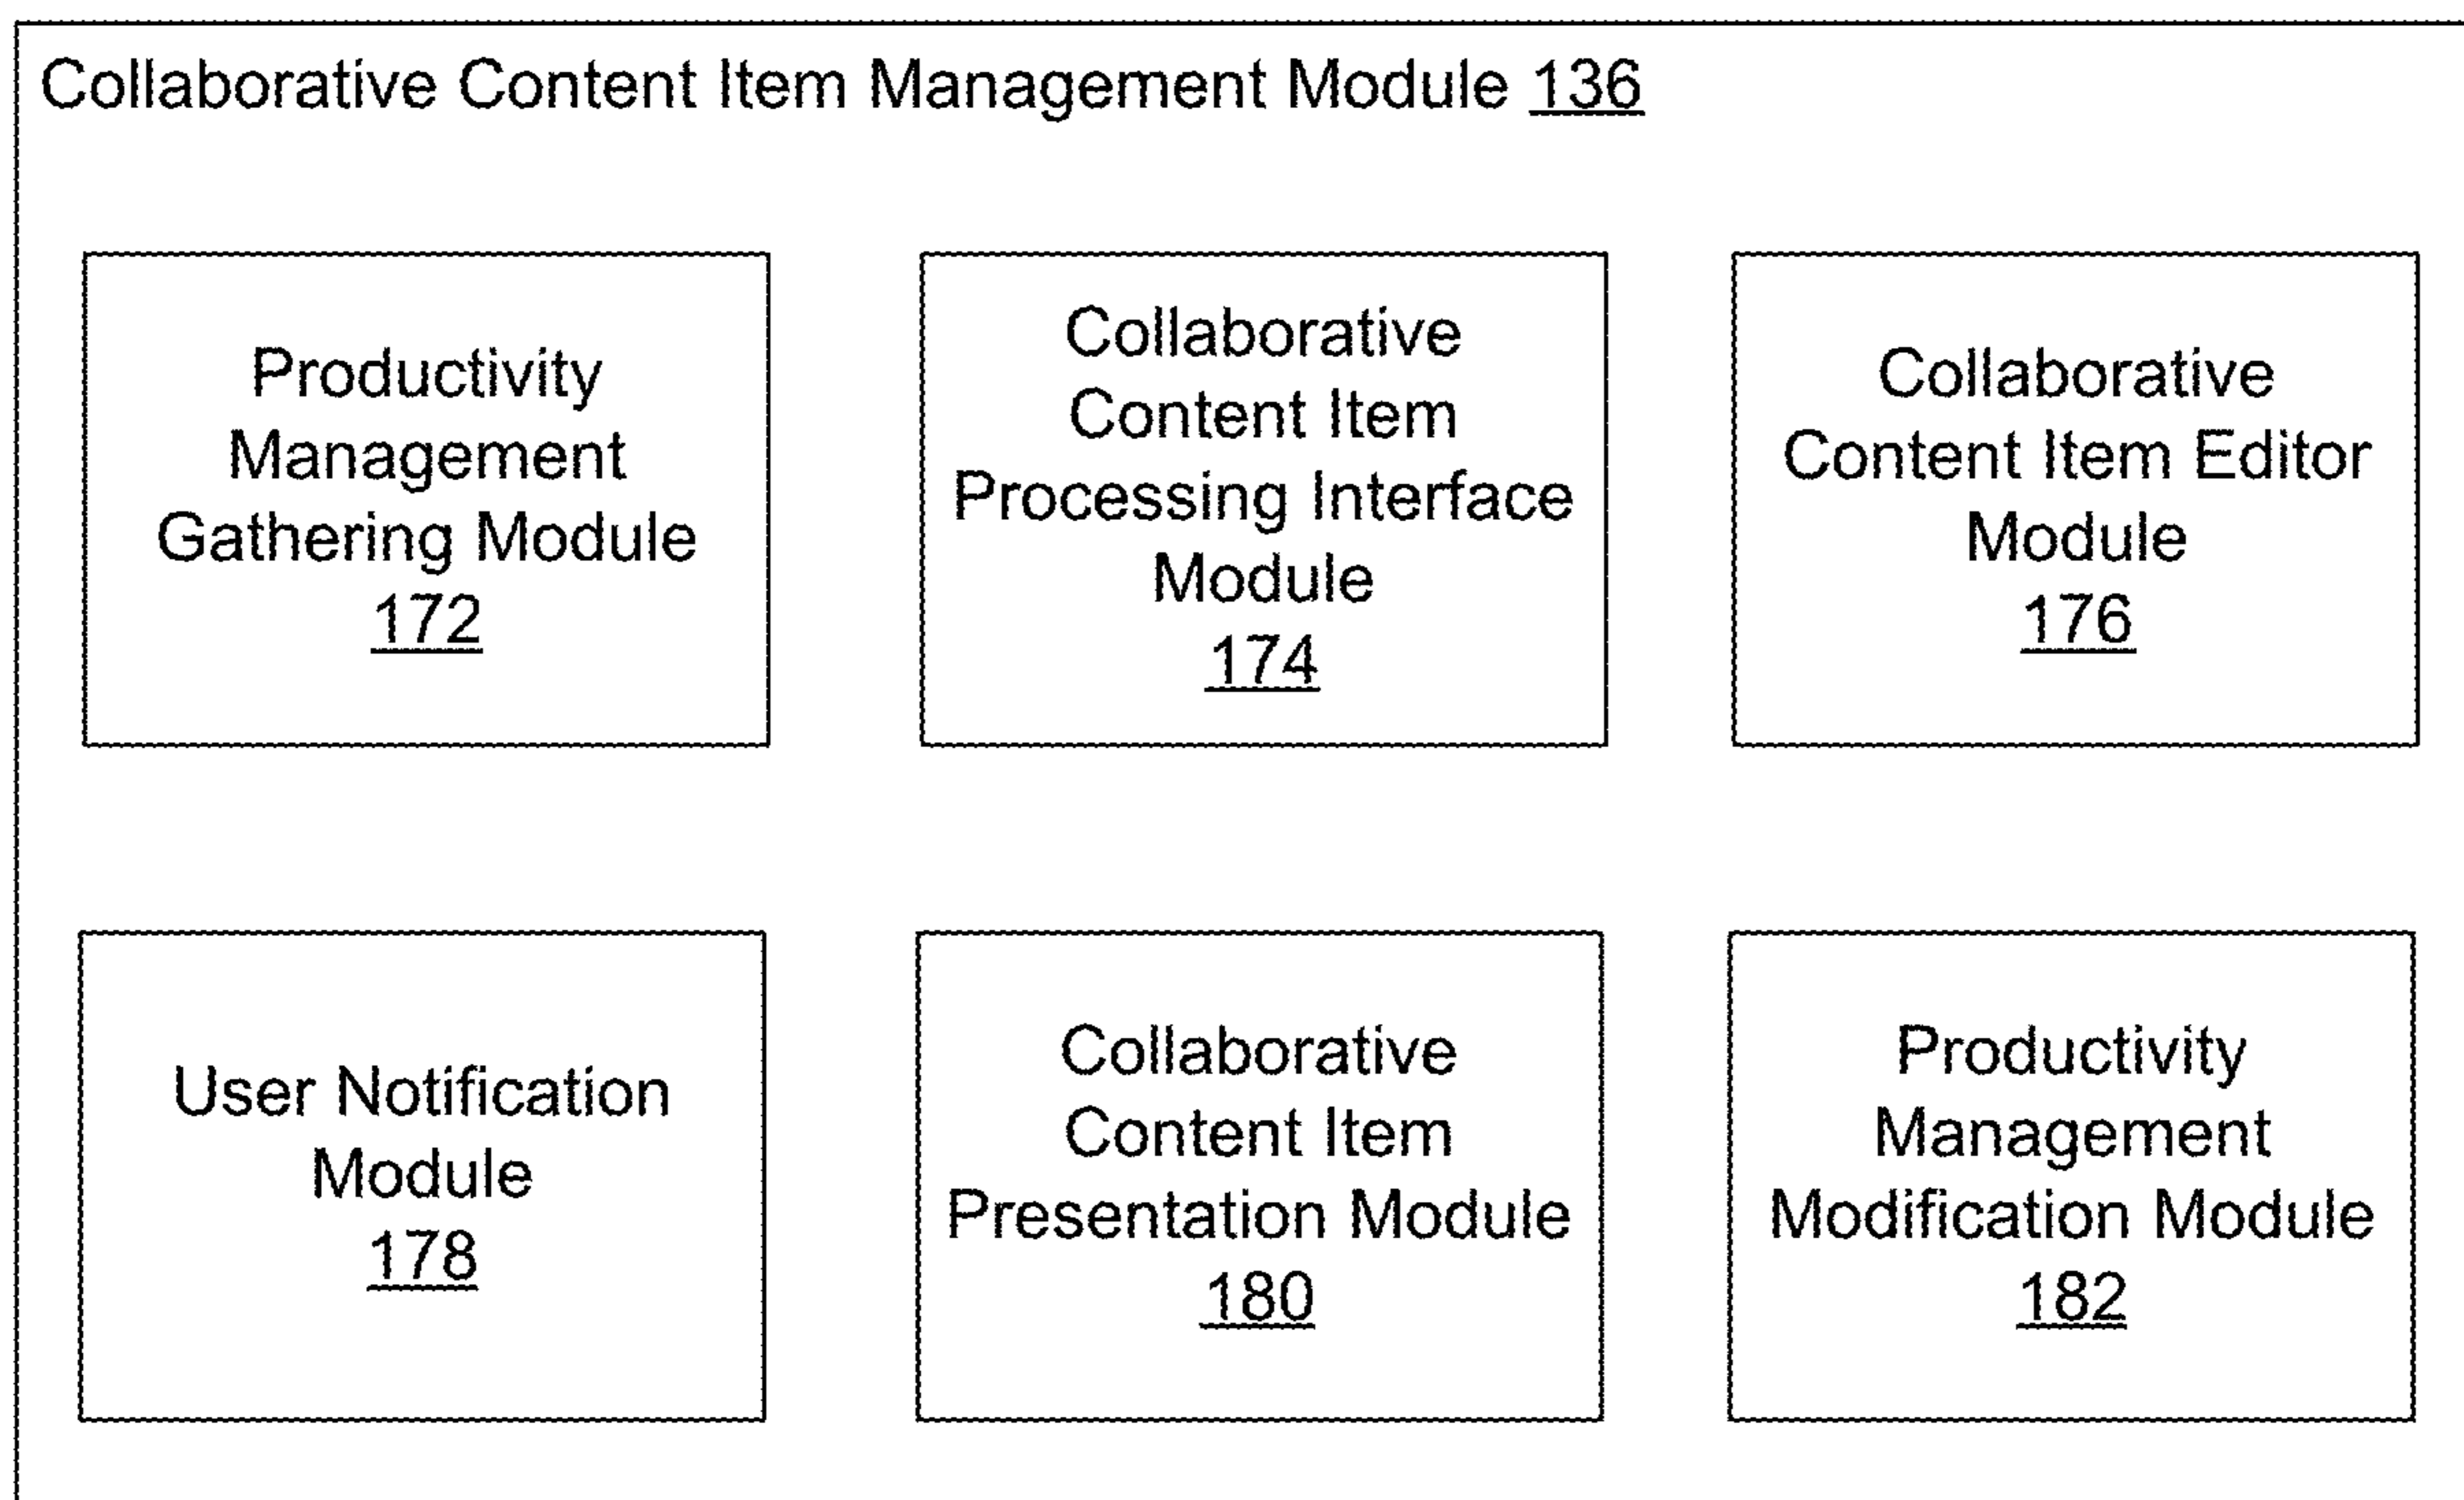 Collaborative Content Item Management Module 136
Productivity
Management
Gathering Module
172
Collaborative
Content Item
Processing Interface
Module
174
Collaborative
Content Item Editor
Module
176
User Notification
Module
178
Collaborative
Content Item
Presentation Module
180
Productivity
Management
Modification Module
182